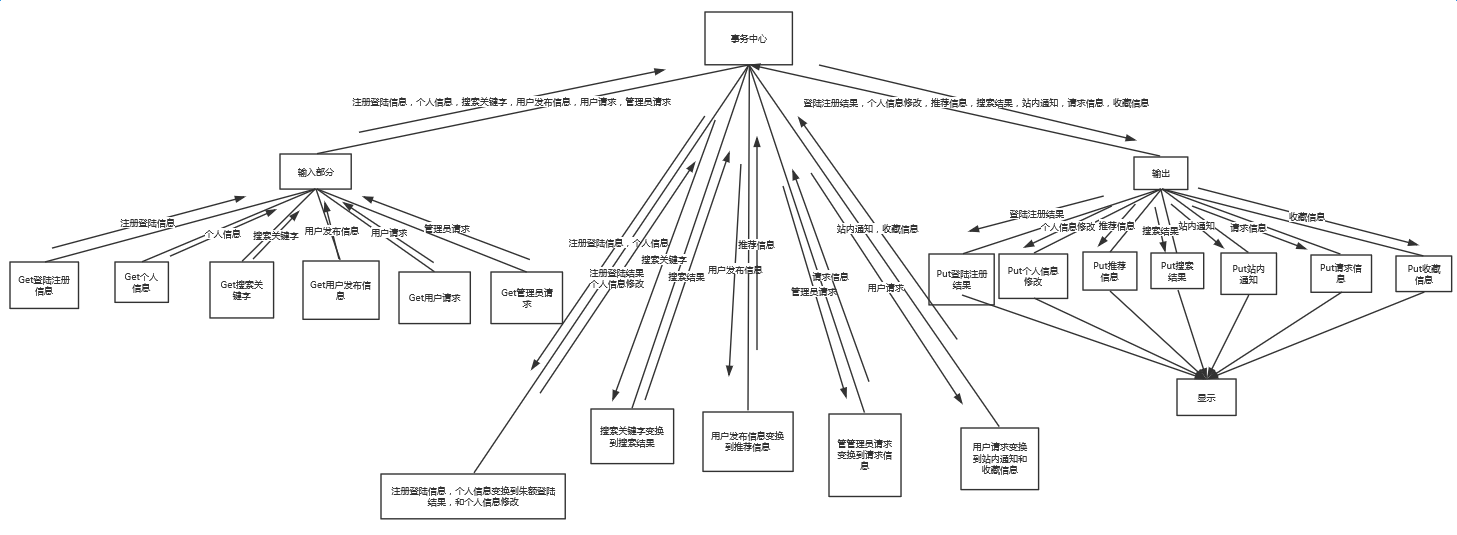 事务中心
注册登陆信息，个人信息，搜索关键字，用户发布信息，用户请求，管理员请求
登陆注册结果，个人信息修改，推荐信息，搜索结果，站内通知，请求信息，收藏信息
输入部分
输出
注册登陆信息
个人信息
搜索关键字
用户发布信息
用户请求
管理员请求
Get登陆注册
信息
Get个人
信息
Get搜索关
键字
Get用户发布信
息
Get用户请求
Get管理员请
求
注册登陆信息，个人信息
注册登陆结果
个人信息修改
搜索关键字
搜索结果
推荐信息
用户发布信息
请求信息
管理员请求
站内通知，收藏信息
用户请求
登陆注册结果
个人信息修改
推荐信息
搜索结果
站内通知
请求信息
收藏信息
Put登陆注册
结果
Put个人信息
修改
Put推荐
信息
Put搜索
结果
Put站内
通知
Put请求信
息
Put收藏
信息
显示
注册登陆信息，个人信息变换到朱额登陆
结果，和个人信息修改
搜索关键字变换
到搜索结果
用户发布信息变换
到推荐信息
管管理员请求
变换到请求信
息
用户请求变换
到站内通知和
收藏信息